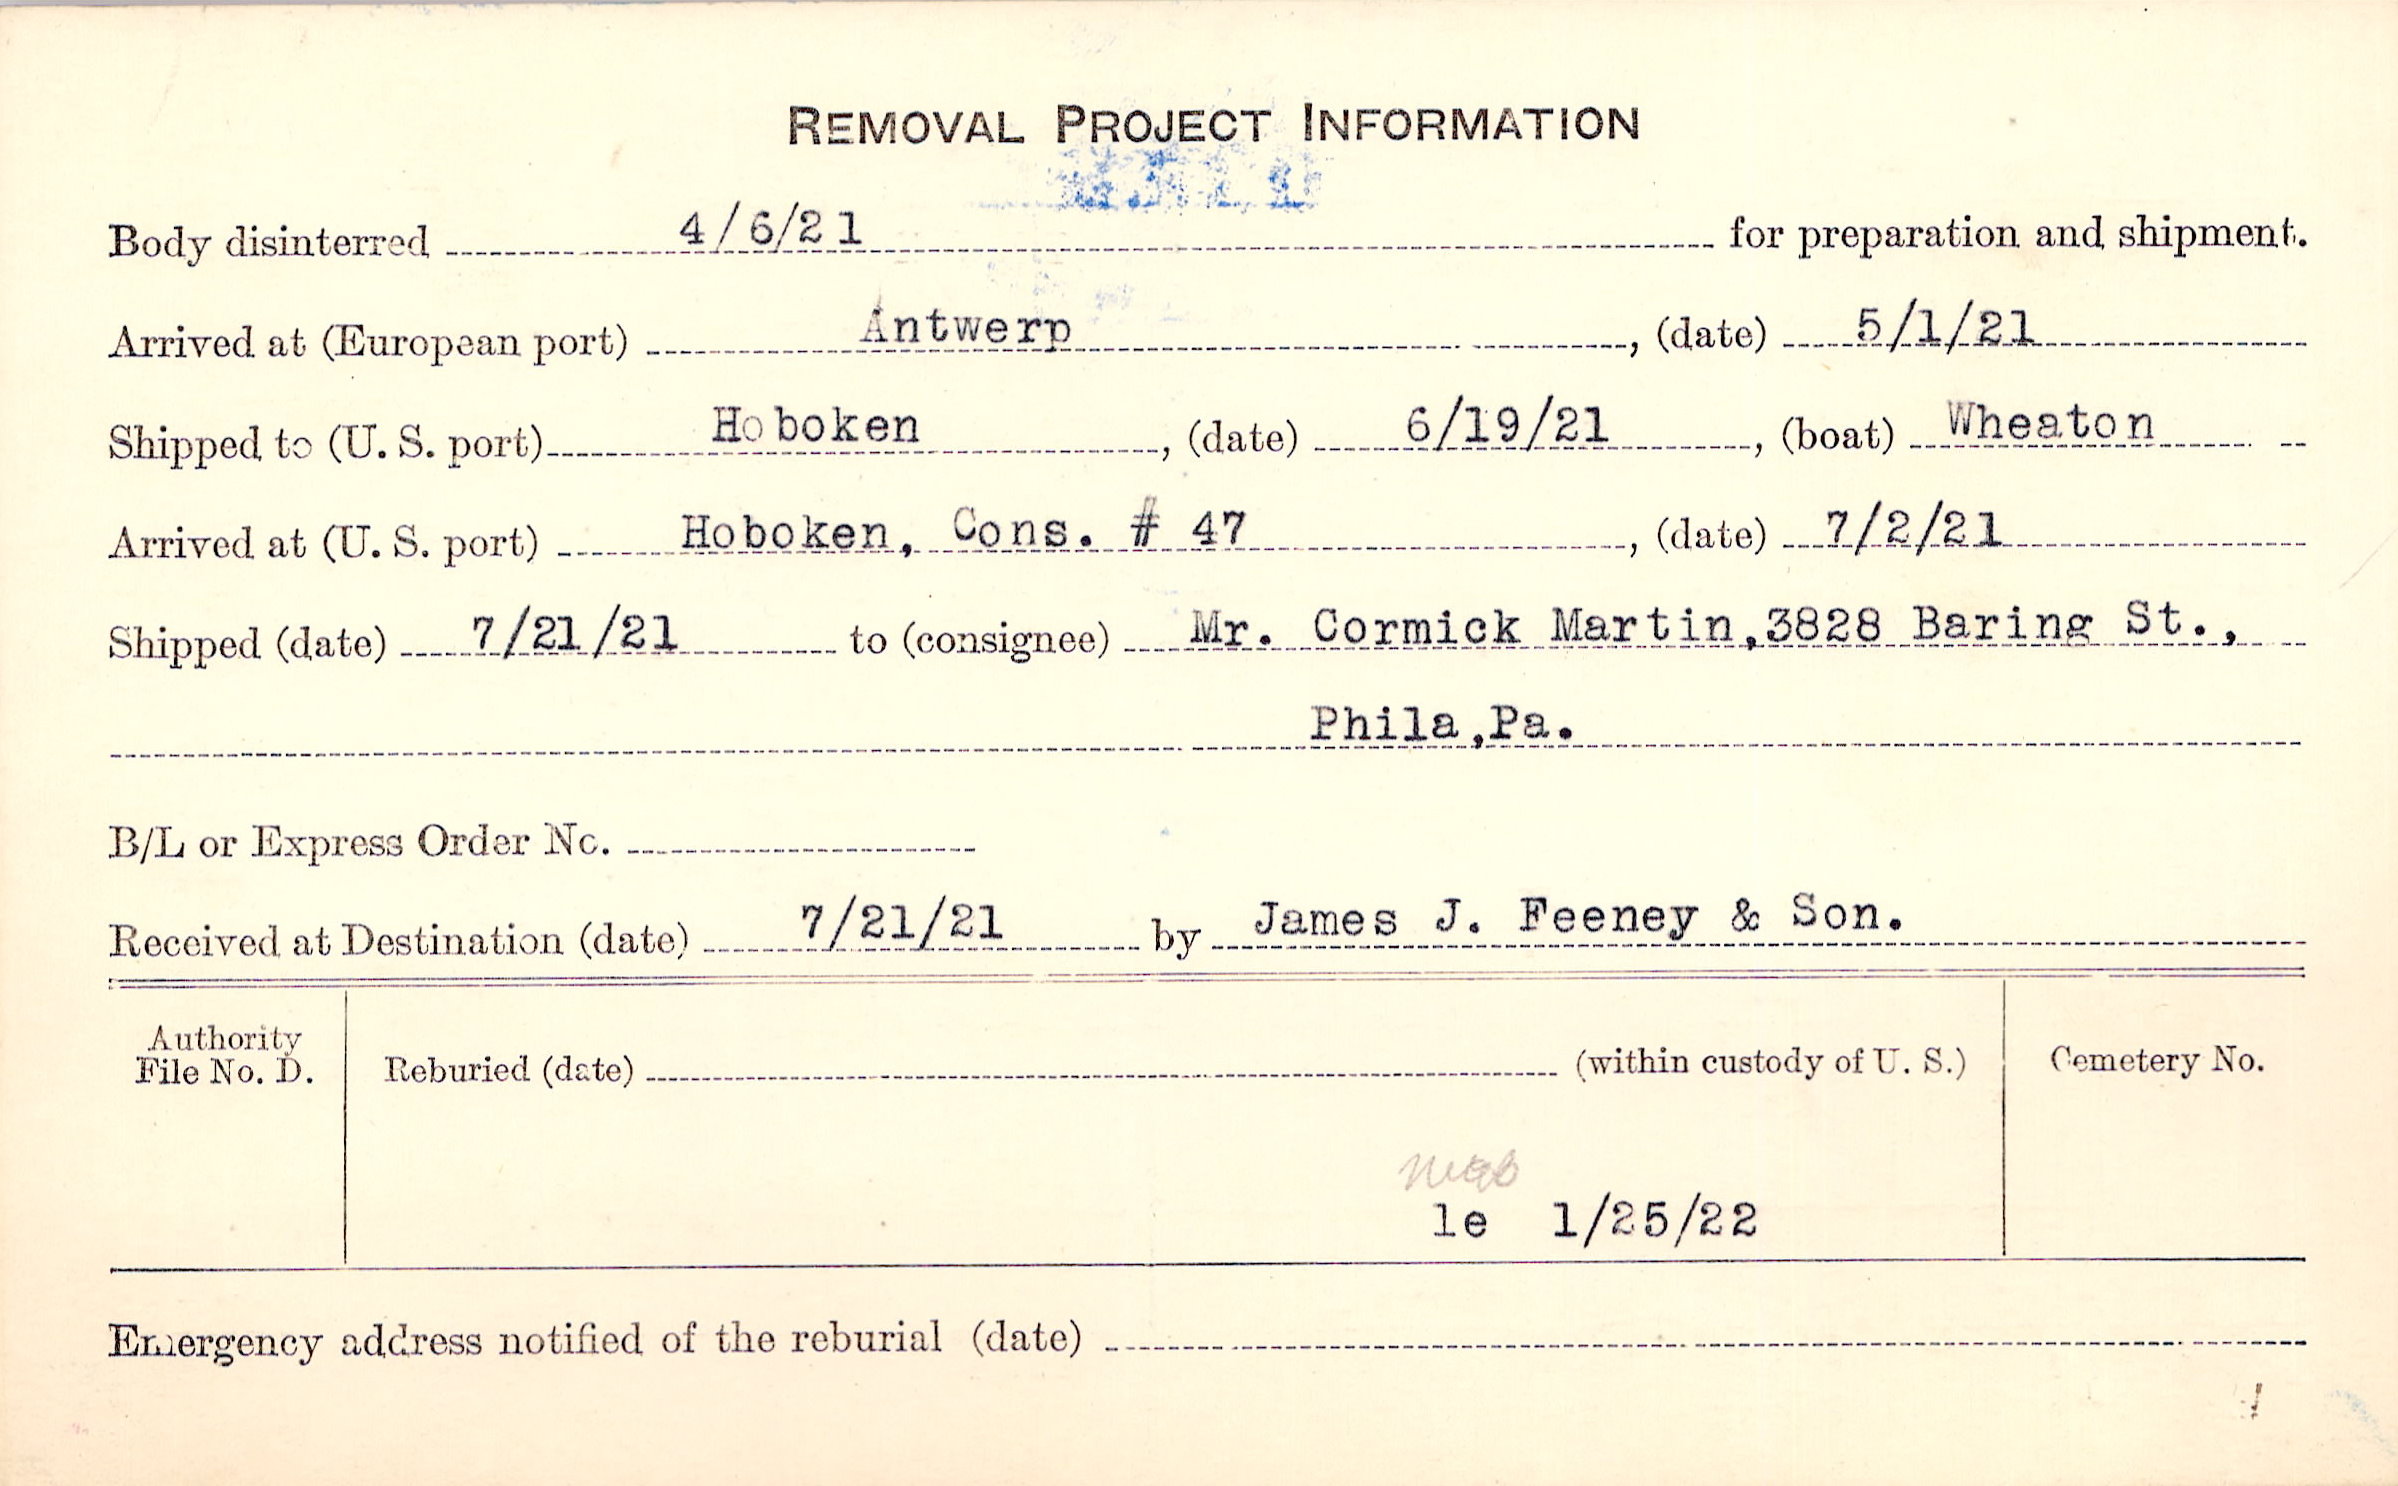 REMOVAL PROJECT INFORMATION
Body disinterred 4/6/21 for preparation and shipment.
Arrived at (European port) Antwerp, (date) 5/1/21
Shipped to (U. S. port) Hoboken, (date) 6/19/21, (boat) Wheaton
Arrived at (U. S. port) Hoboken, Cons. # 47, (date) 7/2/21
Shipped (date) 7/21/21 to (consignee) Mr. Cormick Martin,3828 Baring St.,
Phila,Pa.
B/L or Express Order No.
Received at Destination (date) 7/21/21 by James J. Feeney & Son.
Authority
File No. D.
Reburied (date) (within custody of U. S.)
Cemetery No.
le 1/25/22
Emergency address notified of the reburial (date)